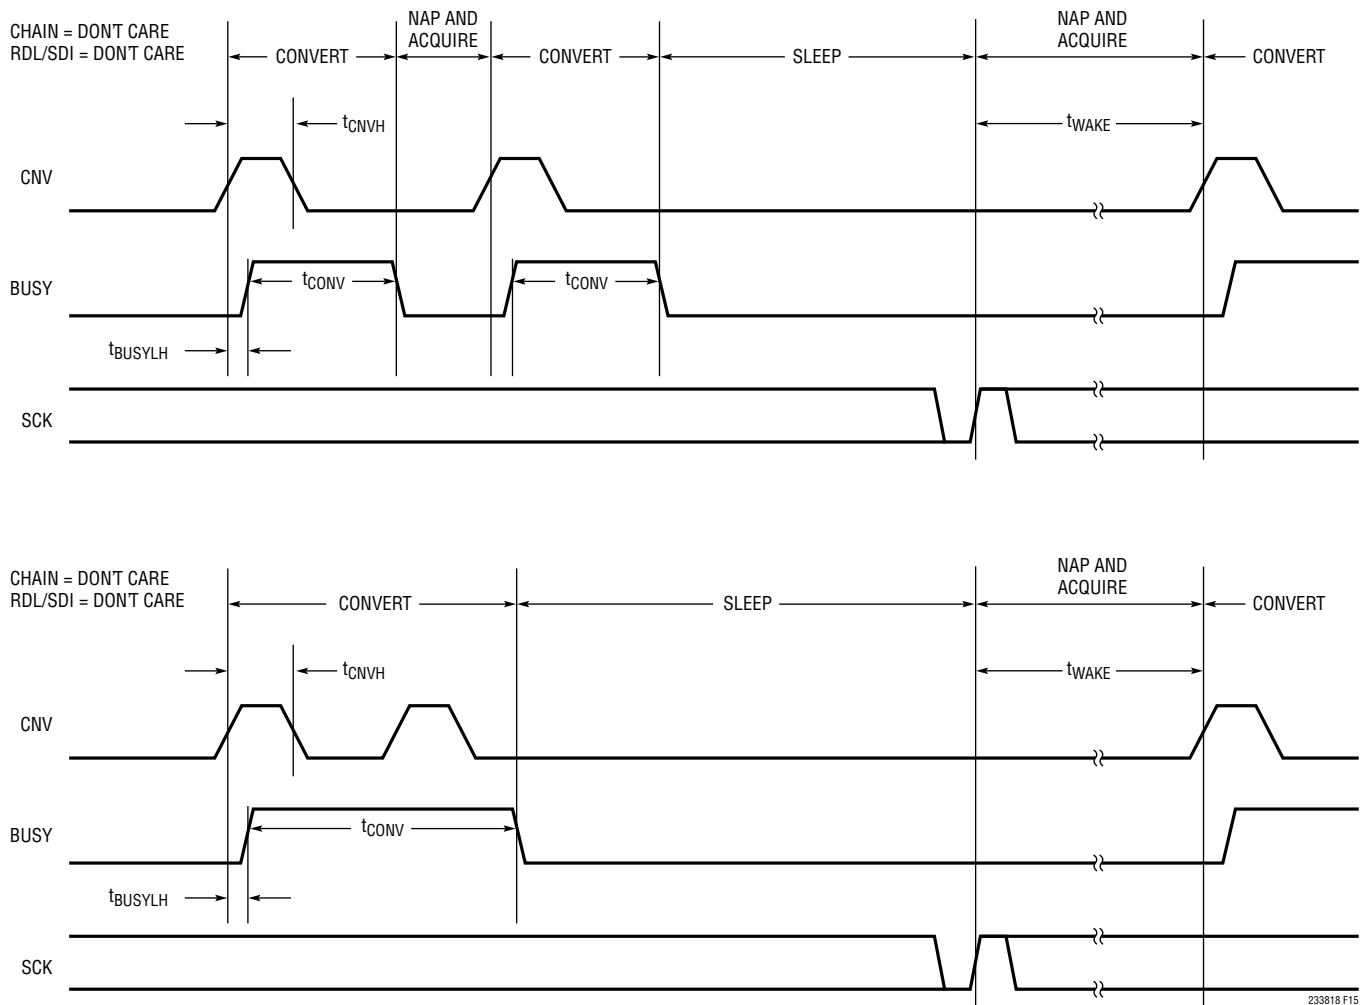 CHAIN = DON'T CARE
RDL/SDI = DON'T CARE
NAP AND
ACQUIRE
NAP AND
ACQUIRE
CONVERT
CONVERT
SLEEP
CONVERT
tCNVH
tWAKE
CNV
BUSY
tCONV
tCONV
tBUSYLH
SCK
CHAIN = DON'T CARE
RDL/SDI = DON'T CARE
NAP AND
ACQUIRE
CONVERT
SLEEP
CONVERT
tCNVH
tWAKE
CNV
BUSY
tCONV
tBUSYLH
SCK
233818 F15